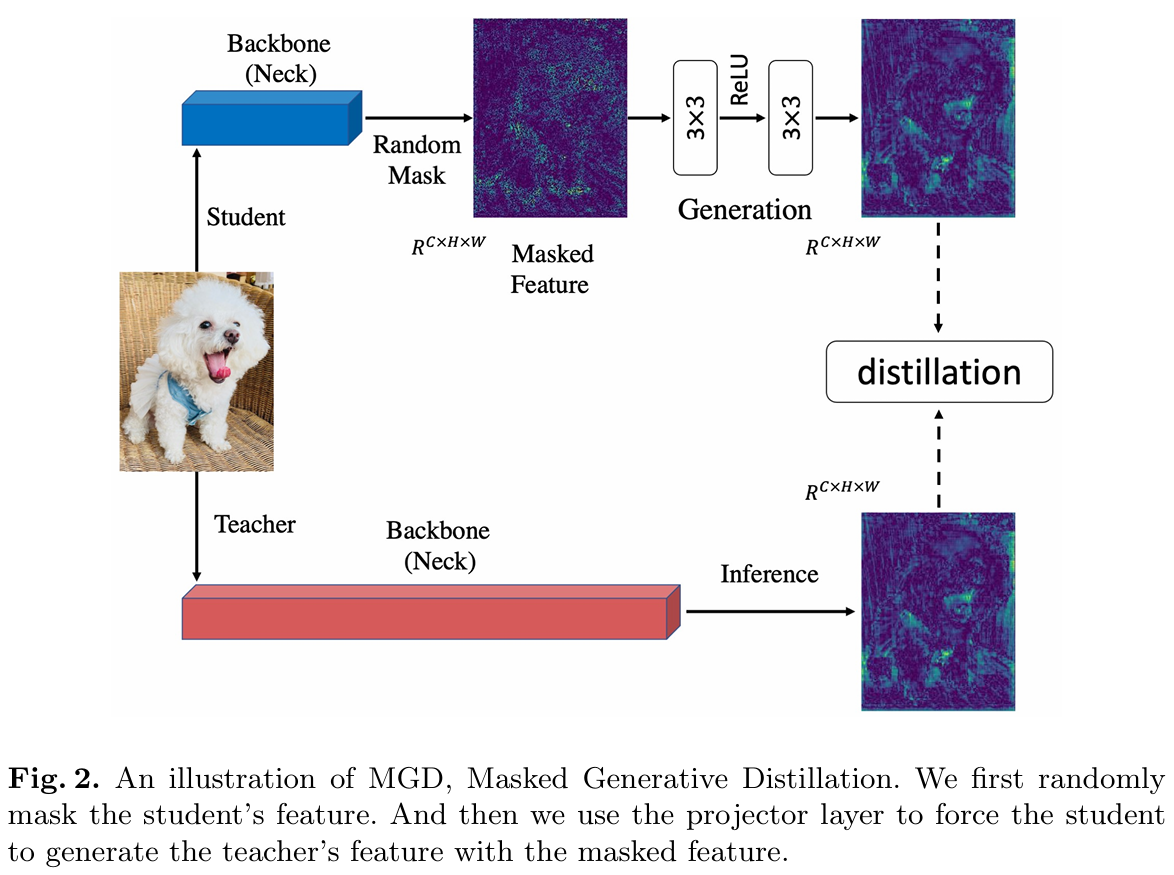 Backbone
(Neck)
Random
Mask
3×3
ReLU
3×3
Generation
Student
R^{C×H×W}
Masked
Feature
R^{C×H×W}
distillation
R^{C×H×W}
Teacher
Backbone
(Neck)
Inference
Fig. 2. An illustration of MGD, Masked Generative Distillation. We first randomly
mask the student's feature. And then we use the projector layer to force the student
to generate the teacher's feature with the masked feature.